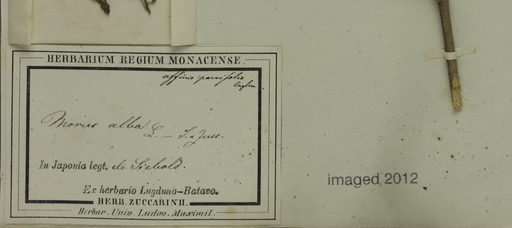 HERBARIUM REGIUM MONACENSE.
affinis parvifolia
Morus alba L. —
In Japonia legt. de Siebold.
Ex herbario Lugduno-Batavo.
HERB. ZUCCARINII.
Herbar. Univ. Ludov. Maximil.
imaged 2012